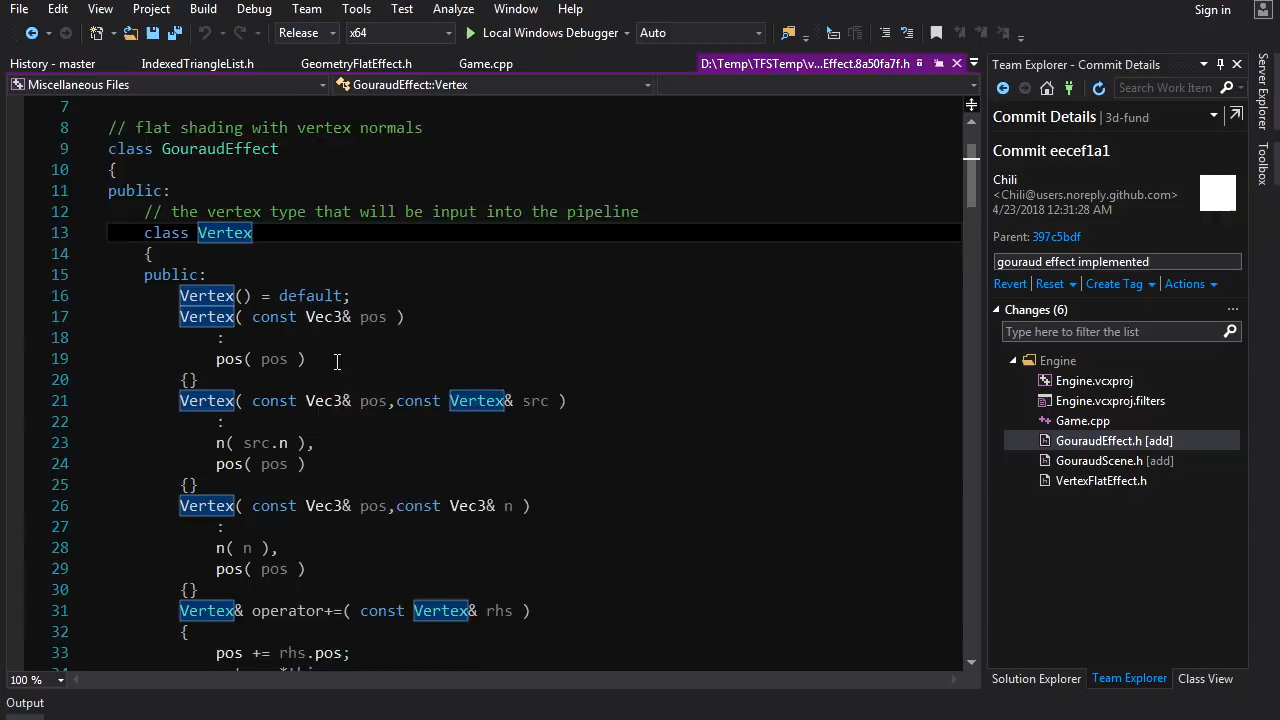 File Edit View Project Build Debug Team Tools Test Analyze Window Help Sign in
Release x64 Local Windows Debugger Auto
History - master IndexedTriangleList.h GeometryFlatEffect.h Game.cpp D:\Temp\TFSTemp\v...Effect.8a50fa7f.h
Miscellaneous Files GouraudEffect::Vertex
7
8 // flat shading with vertex normals
9 class GouraudEffect
10 {
11 public:
12 // the vertex type that will be input into the pipeline
13 class Vertex
14 {
15 public:
16 Vertex() = default;
17 Vertex( const Vec3& pos )
18 :
19 pos( pos )
20 {}
21 Vertex( const Vec3& pos,const Vertex& src )
22 :
23 n( src.n ),
24 pos( pos )
25 {}
26 Vertex( const Vec3& pos,const Vec3& n )
27 :
28 n( n ),
29 pos( pos )
30 {}
31 Vertex& operator+=( const Vertex& rhs )
32 {
33 pos += rhs.pos;
100 %
Output
Team Explorer - Commit Details
Search Work Item
Commit Details 3d-fund
Commit eecef1a1
Chili
<Chili@users.noreply.github.com>
4/23/2018 12:31:28 AM
Parent: 397c5bdf
gouraud effect implemented
Revert Reset Create Tag Actions
Changes (6) ...
Type here to filter the list
Engine
Engine.vcxproj
Engine.vcxproj.filters
Game.cpp
GouraudEffect.h [add]
GouraudScene.h [add]
VertexFlatEffect.h
Solution Explorer Team Explorer Class View
Server Explorer
Toolbox